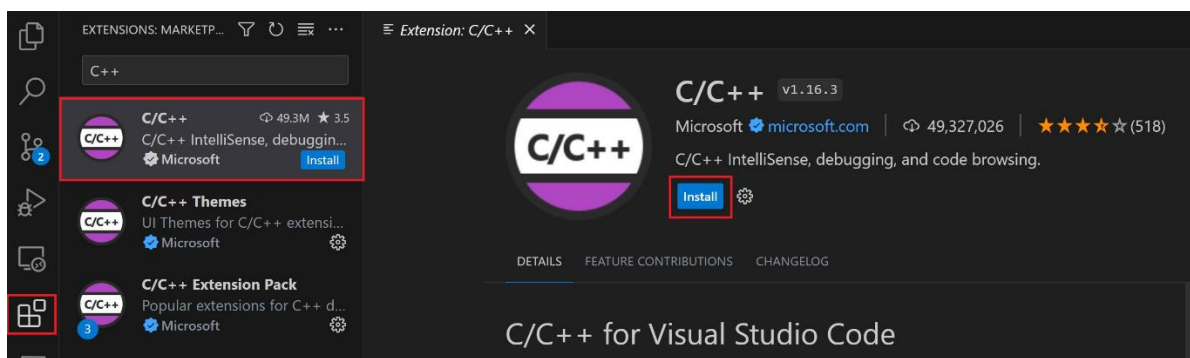 EXTENSIONS: MARKETP...
C++
C/C++ 49.3M ★ 3.5
C/C++ IntelliSense, debuggin...
Microsoft Install
C/C++
C/C++ Themes
UI Themes for C/C++ extensi...
Microsoft
C/C++
C/C++ Extension Pack
Popular extensions for C++ d...
Microsoft
C/C++
3
2
Extension: C/C++
C/C++
C/C++ v1.16.3
Microsoft microsoft.com | 49,327,026 | (518)
C/C++ IntelliSense, debugging, and code browsing.
Install
DETAILS FEATURE CONTRIBUTIONS CHANGELOG
C/C++ for Visual Studio Code